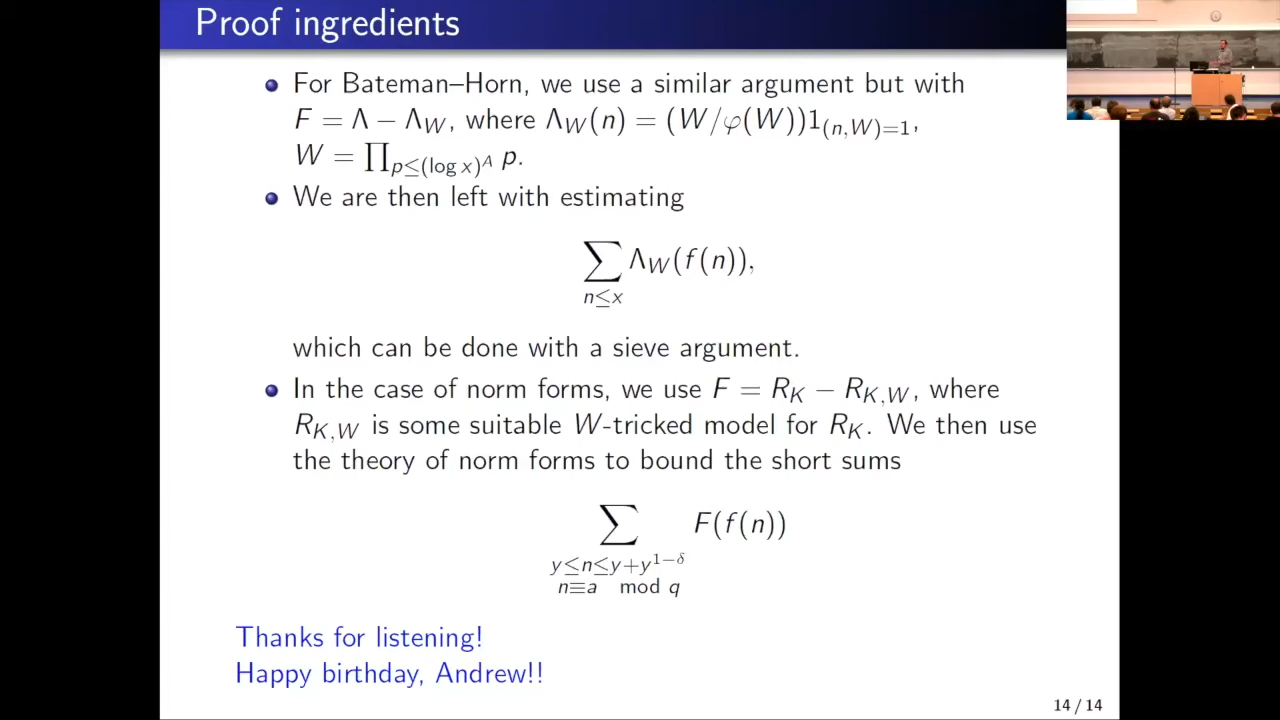 Proof ingredients
For Bateman–Horn, we use a similar argument but with
F = Λ − Λ_W, where Λ_W(n) = (W/φ(W))1_{(n,W)=1},
W = ∏_{p≤(log x)^A} p.
We are then left with estimating
∑_{n≤x} Λ_W(f(n)),
which can be done with a sieve argument.
In the case of norm forms, we use F = R_K − R_{K,W}, where
R_{K,W} is some suitable W-tricked model for R_K. We then use
the theory of norm forms to bound the short sums
∑_{y≤n≤y+y^{1−δ}, n≡a mod q} F(f(n))
Thanks for listening!
Happy birthday, Andrew!!
14 / 14